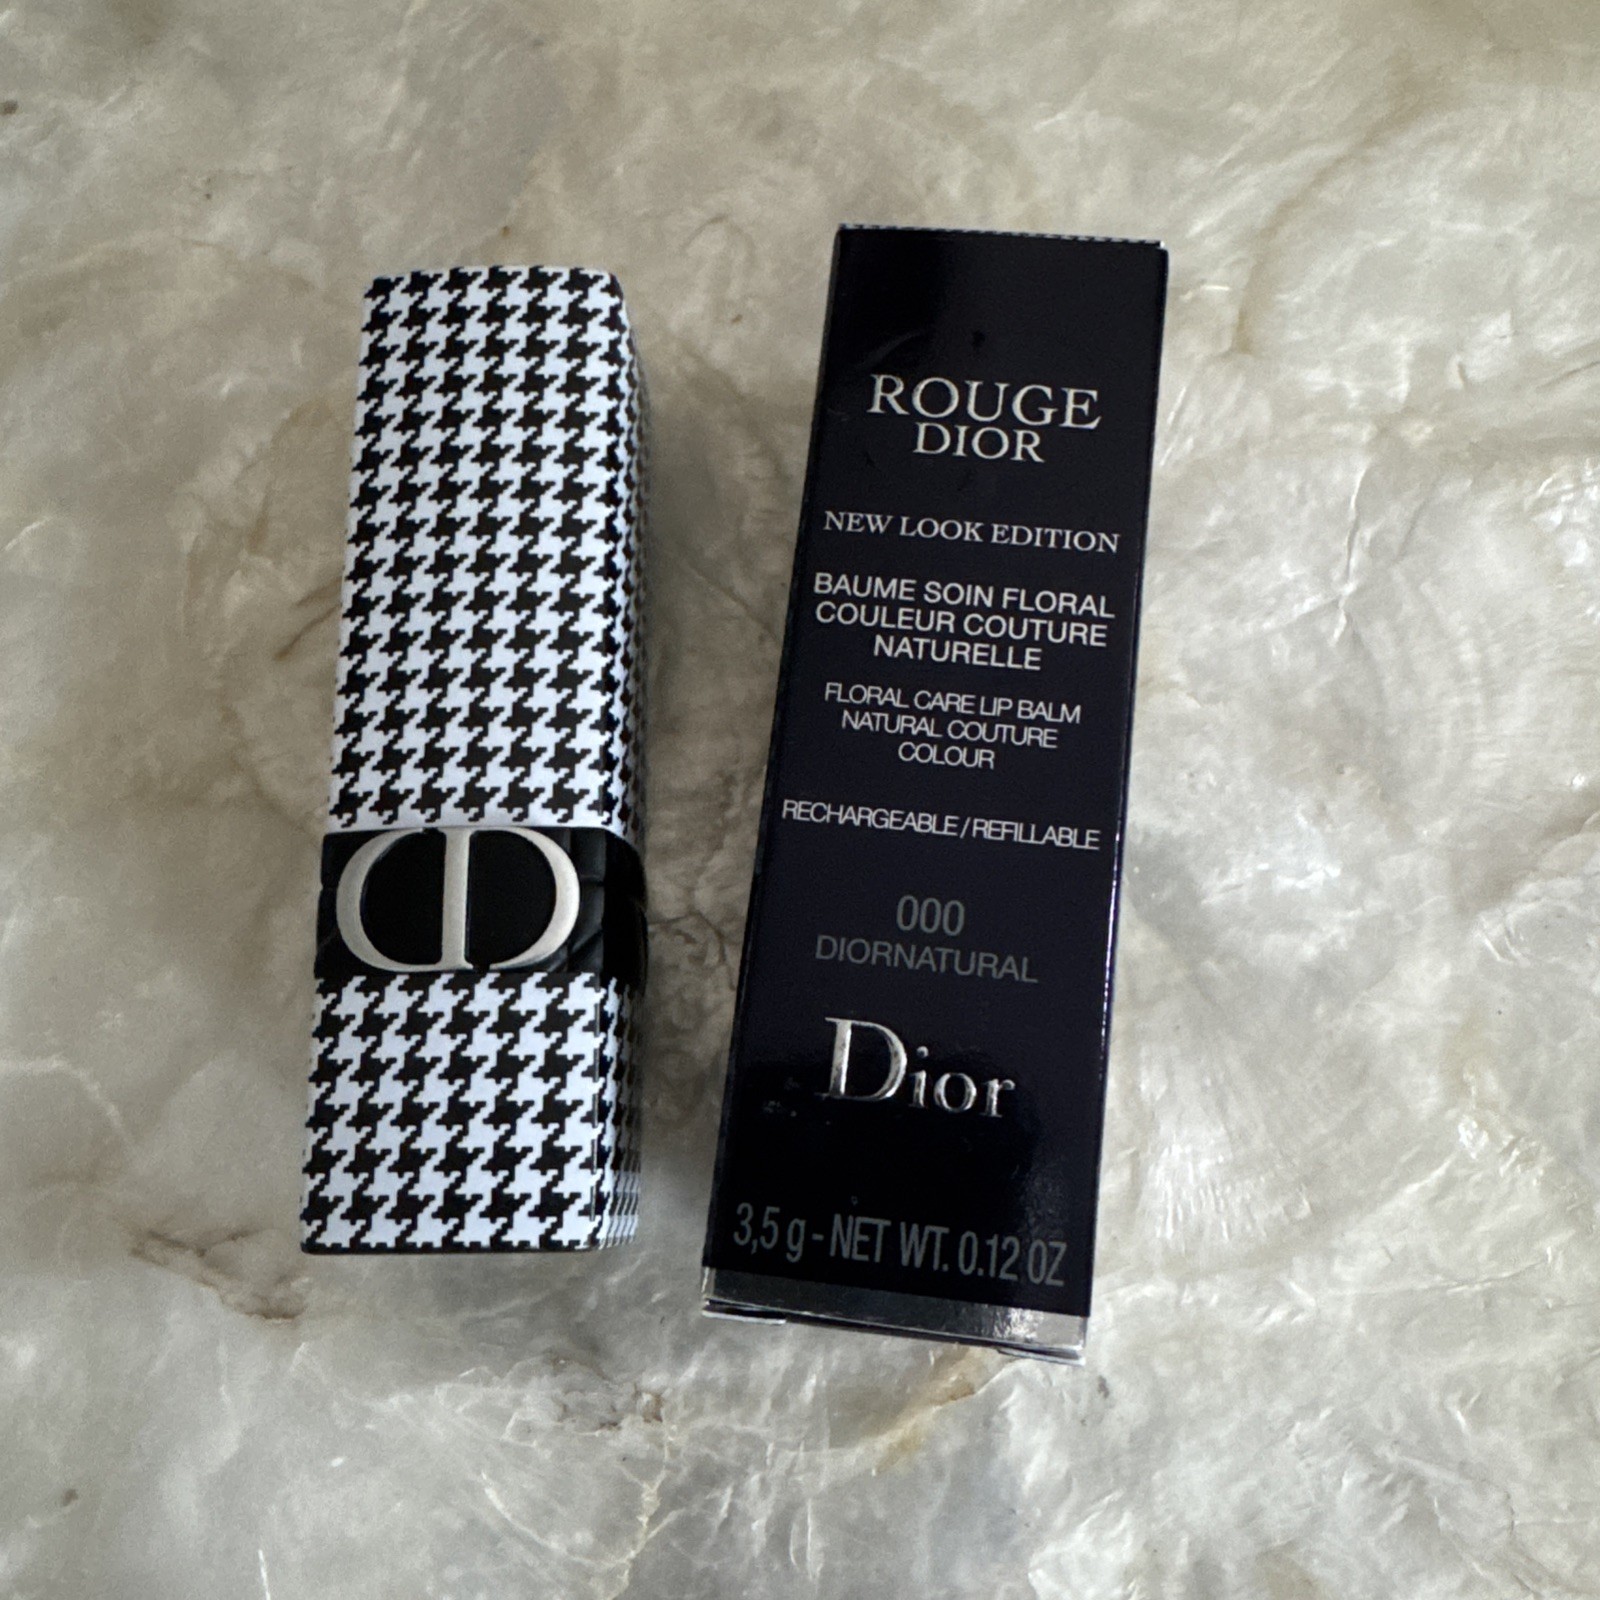 CD
ROUGE
DIOR
NEW LOOK EDITION
BAUME SOIN FLORAL
COULEUR COUTURE
NATURELLE
FLORAL CARE LIP BALM
NATURAL COUTURE
COLOUR
RECHARGEABLE / REFILLABLE
000
DIORNATURAL
Dior
3,5 g - NET WT. 0.12 OZ